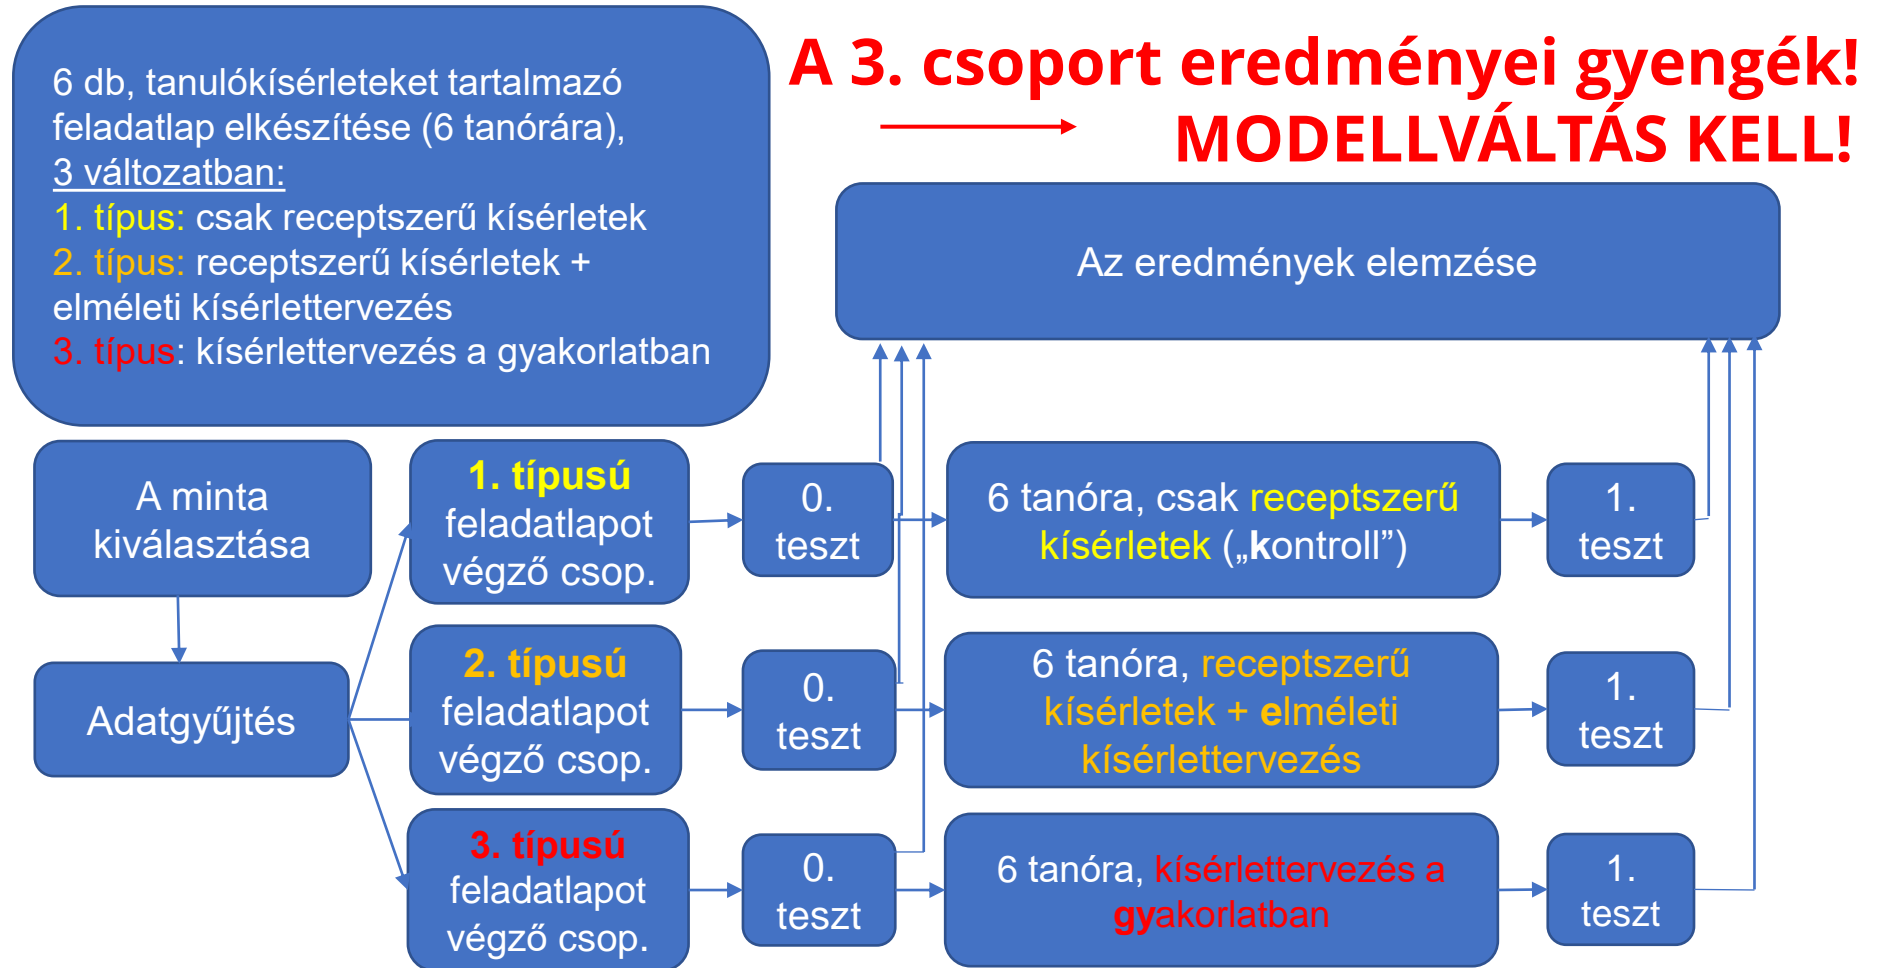 6 db, tanulókísérleteket tartalmazó
feladatlap elkészítése (6 tanórára),
3 változatban:
1. típus: csak receptszerű kísérletek
2. típus: receptszerű kísérletek +
elméleti kísérlettervezés
3. típus: kísérlettervezés a gyakorlatban
A 3. csoport eredményei gyengék!
MODELLVÁLTÁS KELL!
Az eredmények elemzése
A minta
kiválasztása
Adatgyűjtés
1. típusú
feladatlapot
végző csop.
0.
teszt
6 tanóra, csak receptszerű
kísérletek („kontroll”)
1.
teszt
2. típusú
feladatlapot
végző csop.
0.
teszt
6 tanóra, receptszerű
kísérletek + elméleti
kísérlettervezés
1.
teszt
3. típusú
feladatlapot
végző csop.
0.
teszt
6 tanóra, kísérlettervezés a
gyakorlatban
1.
teszt